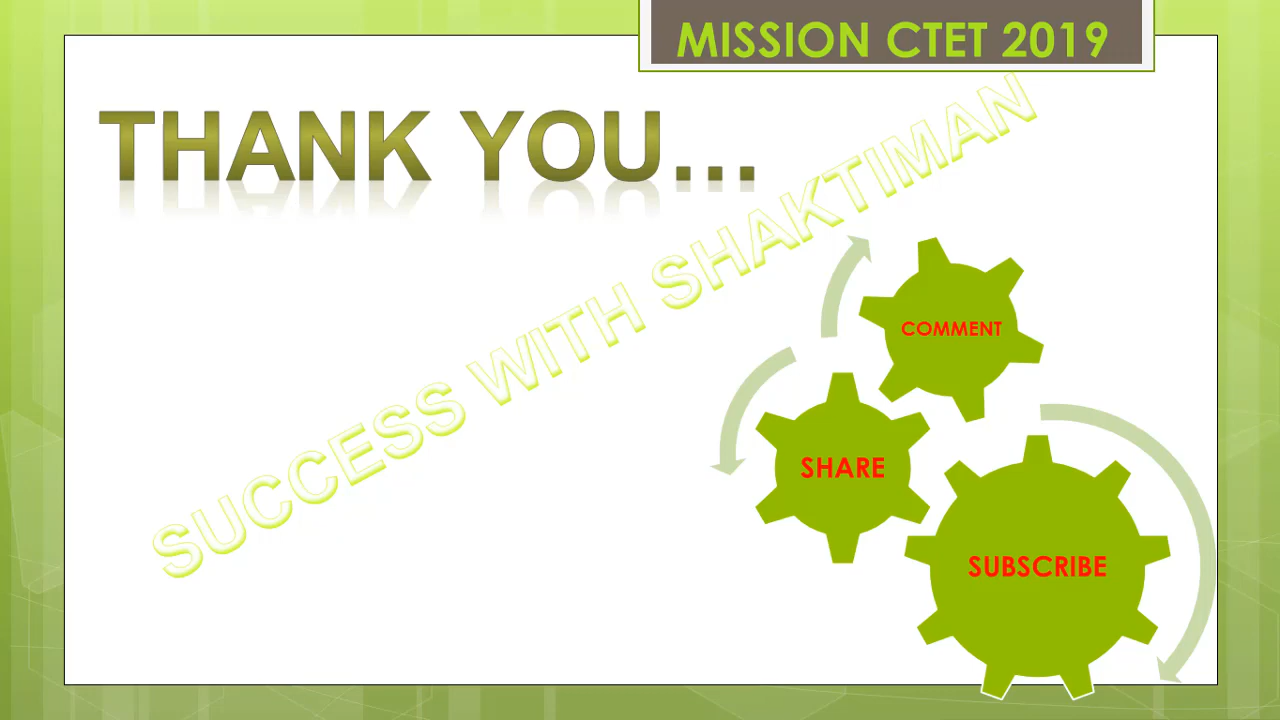 MISSION CTET 2019
THANK YOU...
SUCCESS WITH SHAKTIMAN
COMMENT
SHARE
SUBSCRIBE